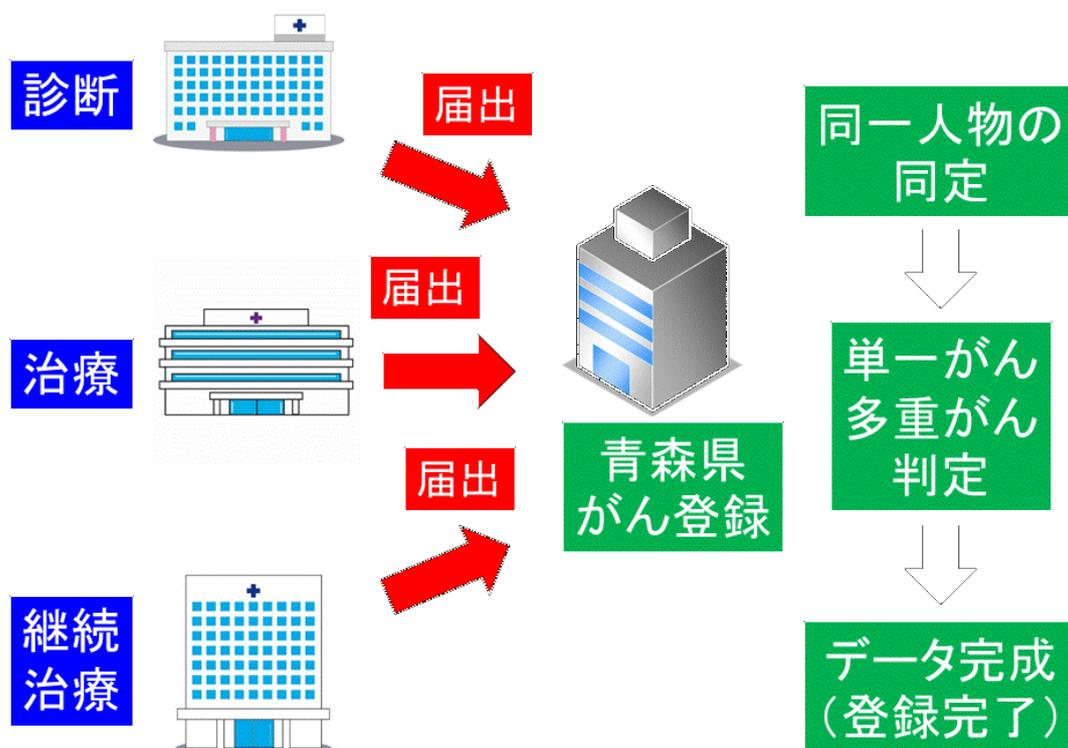 診断
届出
治療
届出
継続
治療
届出
青森県
がん登録
同一人物の
同定
単一がん
多重がん
判定
データ完成
（登録完了）